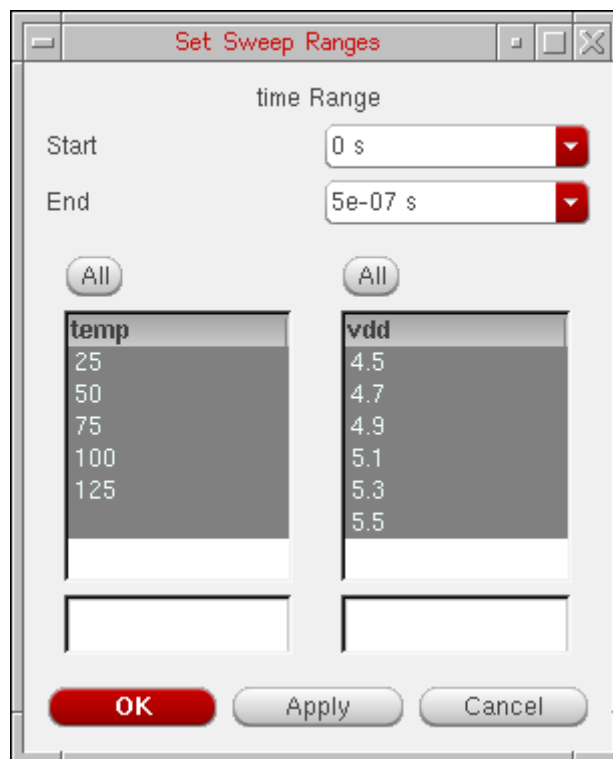 Set Sweep Ranges
time Range
Start 0 s
End 5e-07 s
All All
temp vdd
25 4.5
50 4.7
75 4.9
100 5.1
125 5.3
5.5
OK Apply Cancel